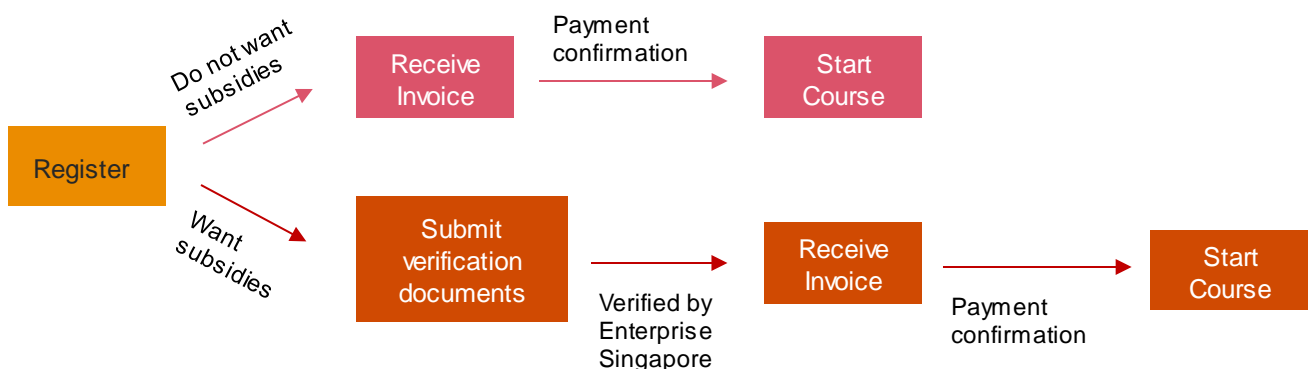 Do not want
subsidies
Receive
Invoice
Payment
confirmation
Start
Course
Register
Want
subsidies
Submit
verification
documents
Verified by
Enterprise
Singapore
Receive
Invoice
Payment
confirmation
Start
Course